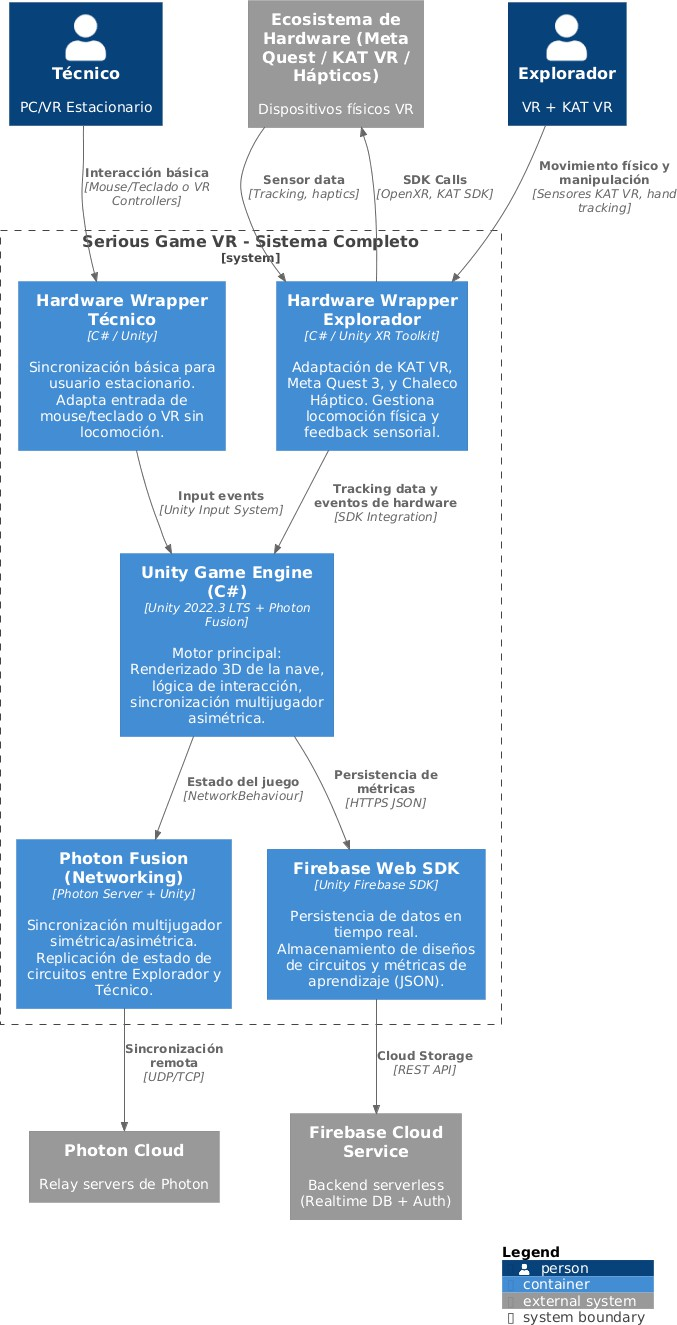 Técnico
PC/VR Estacionario
Ecosistema de
Hardware (Meta
Quest / KAT VR /
Hápticos)
Dispositivos físicos VR
Explorador
VR + KAT VR
Interacción básica
[Mouse/Teclado o VR
Controllers]
Sensor data
[Tracking, haptics]
SDK Calls
[OpenXR, KAT SDK]
Movimiento físico y
manipulación
[Sensores KAT VR, hand
tracking]
Serious Game VR - Sistema Completo
[system]
Hardware Wrapper
Técnico
[C# / Unity]
Sincronización básica para
usuario estacionario.
Adapta entrada de
mouse/teclado o VR sin
locomoción.
Hardware Wrapper
Explorador
[C# / Unity XR Toolkit]
Adaptación de KAT VR,
Meta Quest 3, y Chaleco
Háptico. Gestiona
locomoción física y
feedback sensorial.
Input events
[Unity Input System]
Tracking data y
eventos de hardware
[SDK Integration]
Unity Game Engine
(C#)
[Unity 2022.3 LTS + Photon
Fusion]
Motor principal:
Renderizado 3D de la nave,
lógica de interacción,
sincronización multijugador
asimétrica.
Estado del juego
[NetworkBehaviour]
Persistencia de
métricas
[HTTPS JSON]
Photon Fusion
(Networking)
[Photon Server + Unity]
Sincronización multijugador
simétrica/asimétrica.
Replicación de estado de
circuitos entre Explorador y
Técnico.
Firebase Web SDK
[Unity Firebase SDK]
Persistencia de datos en
tiempo real.
Almacenamiento de diseños
de circuitos y métricas de
aprendizaje (JSON).
Sincronización
remota
[UDP/TCP]
Cloud Storage
[REST API]
Photon Cloud
Relay servers de Photon
Firebase Cloud
Service
Backend serverless
(Realtime DB + Auth)
Legend
person
container
external system
system boundary